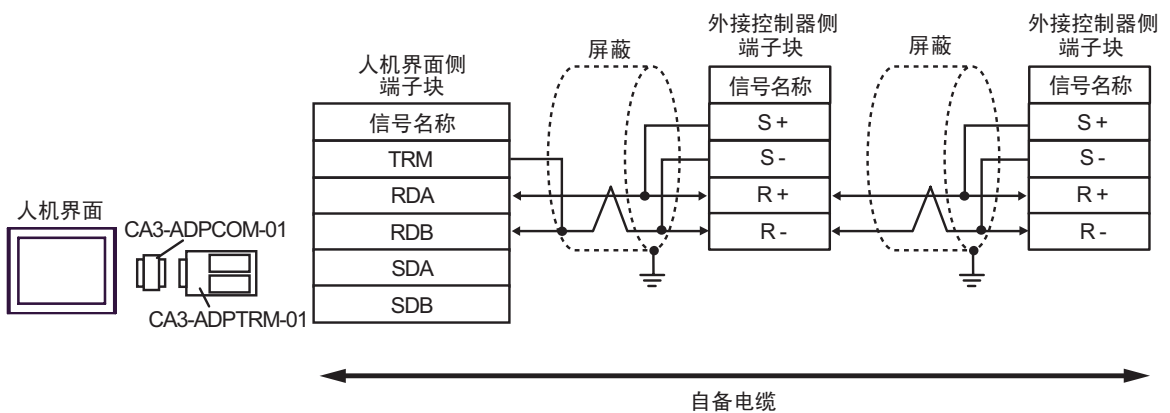 人机界面
CA3-ADPCOM-01
CA3-ADPTRM-01
人机界面侧
端子块
信号名称
TRM
RDA
RDB
SDA
SDB
屏蔽
外接控制器侧
端子块
信号名称
S+
S-
R+
R-
屏蔽
外接控制器侧
端子块
信号名称
S+
S-
R+
R-
自备电缆